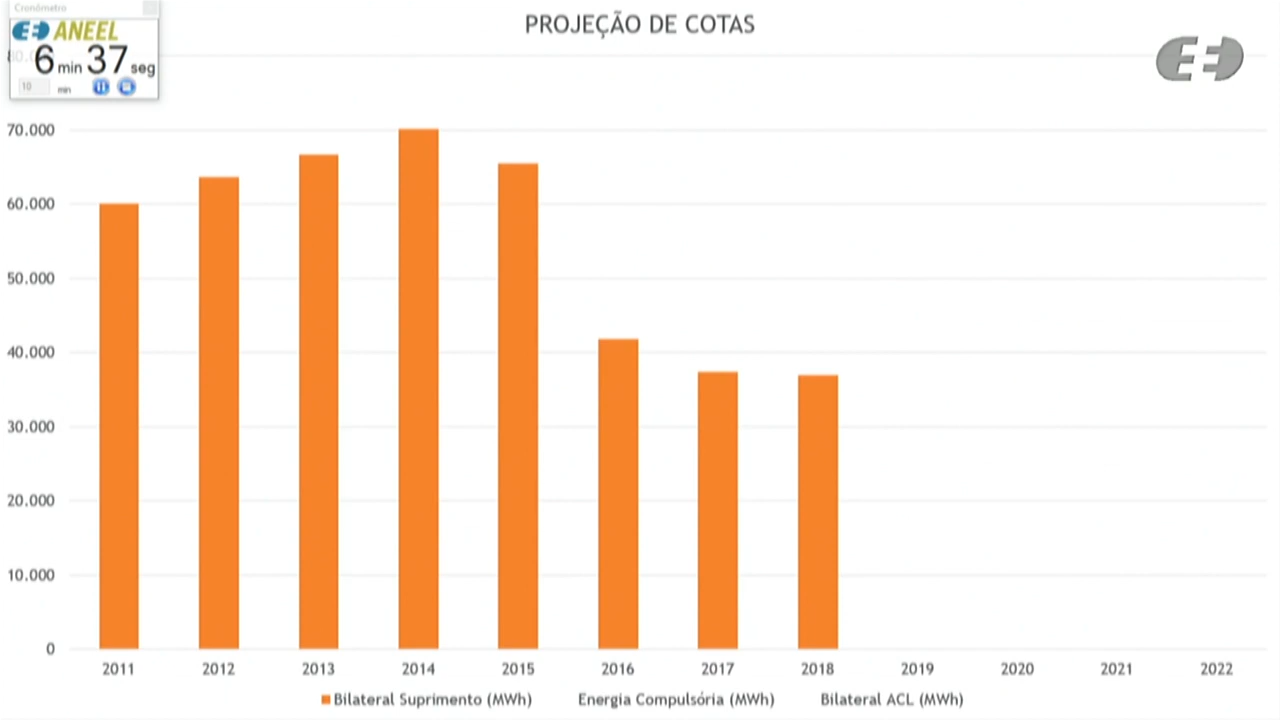 Cronômetro
ANEEL
6 min 37 seg
10 min
PROJEÇÃO DE COTAS
80.0
70.000
60.000
50.000
40.000
30.000
20.000
10.000
0
2011 2012 2013 2014 2015 2016 2017 2018 2019 2020 2021 2022
Bilateral Suprimento (MWh) Energia Compulsória (MWh) Bilateral ACL (MWh)